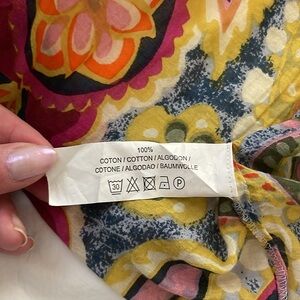 100%
COTON / COTTON / ALGODON /
COTONE / ALGODAO / BAUMWOLLE
30 P